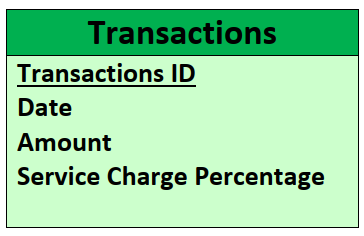 Transactions
Transactions ID
Date
Amount
Service Charge Percentage